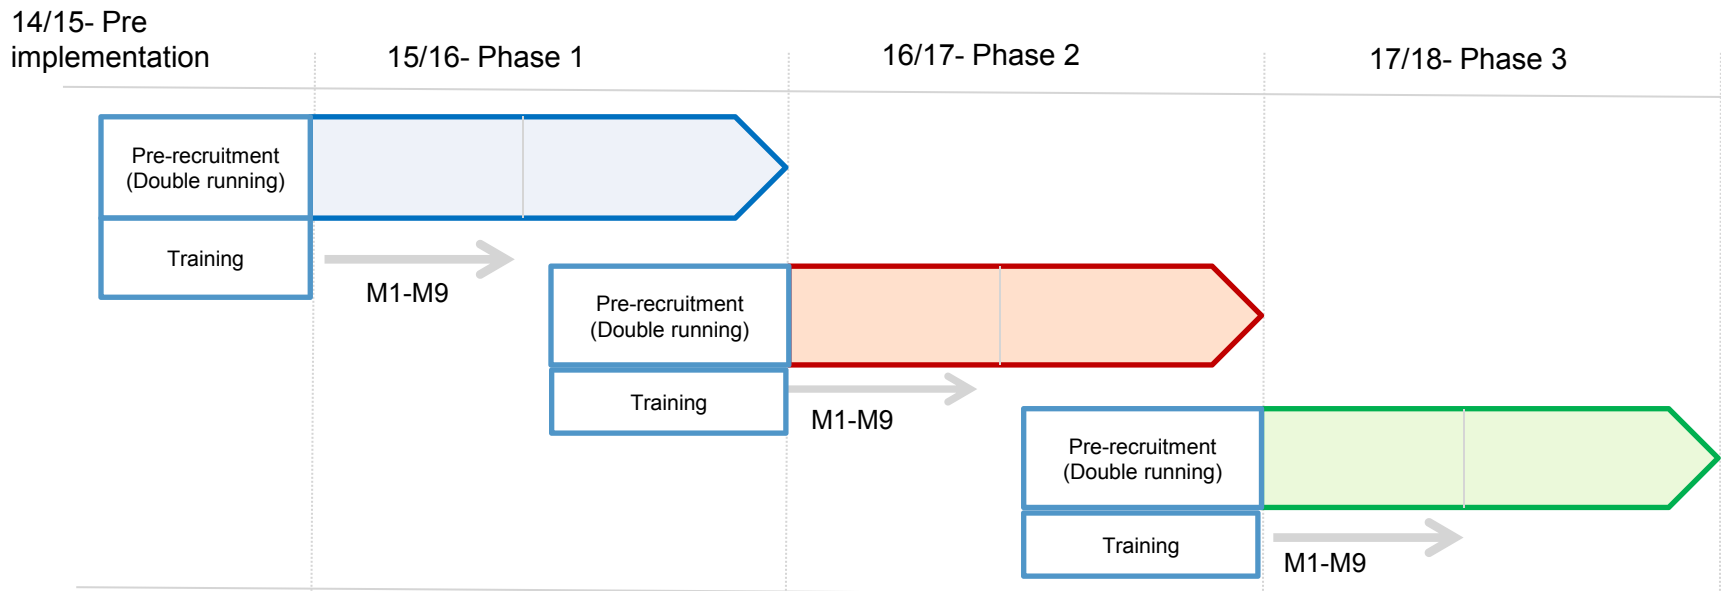 14/15- Pre
implementation
15/16- Phase 1
16/17- Phase 2
17/18- Phase 3
Pre-recruitment
(Double running)
Training
M1-M9
Pre-recruitment
(Double running)
Training
M1-M9
Pre-recruitment
(Double running)
Training
M1-M9